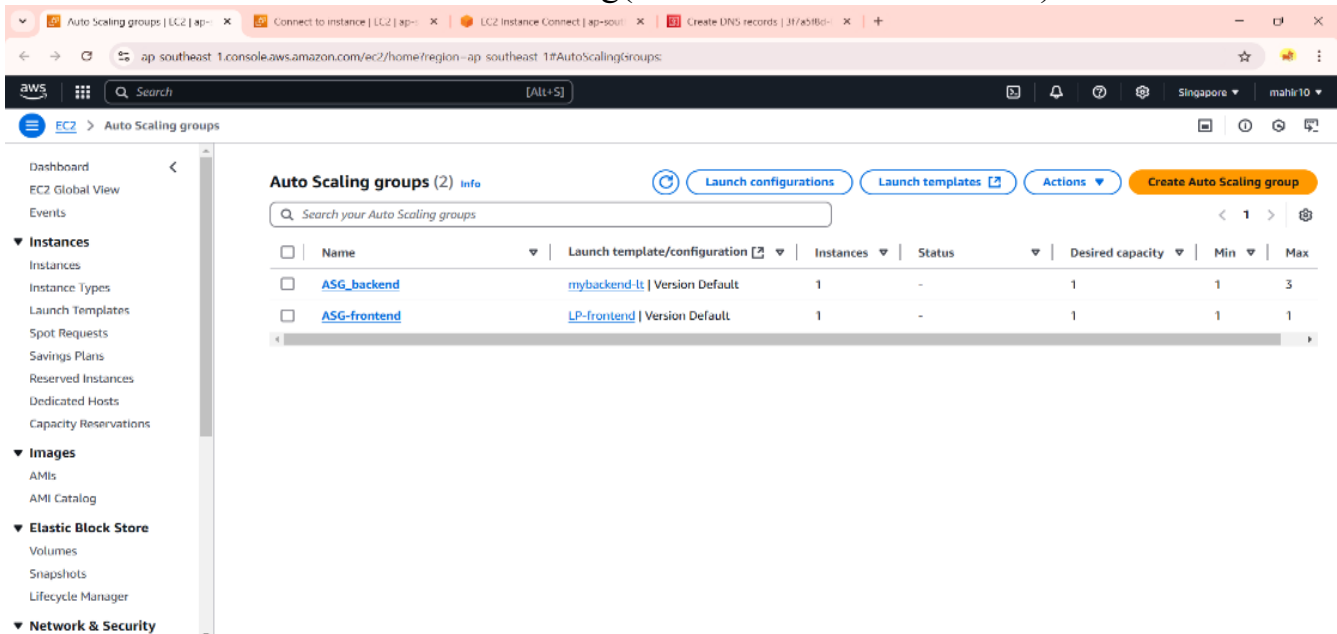 Auto Scaling groups | EC2 | ap-
Connect to instance | EC2 | ap-s
EC2 Instance Connect | ap-sout
Create DNS records |
ap southeast 1.console.aws.amazon.com/ec2/home?region=ap southeast 1#AutoScalingGroups:
aws Search [Alt+S] Singapore mahir10
EC2 > Auto Scaling groups
Dashboard
EC2 Global View
Events
Instances
Instances
Instance Types
Launch Templates
Spot Requests
Savings Plans
Reserved Instances
Dedicated Hosts
Capacity Reservations
Images
AMIs
AMI Catalog
Elastic Block Store
Volumes
Snapshots
Lifecycle Manager
Network & Security
Auto Scaling groups (2) Info Launch configurations Launch templates Actions Create Auto Scaling group
Search your Auto Scaling groups 1
Name Launch template/configuration Instances Status Desired capacity Min Max
ASG_backend mybackend-lt | Version Default 1 - 1 1 3
ASG-frontend LP-frontend | Version Default 1 - 1 1 1